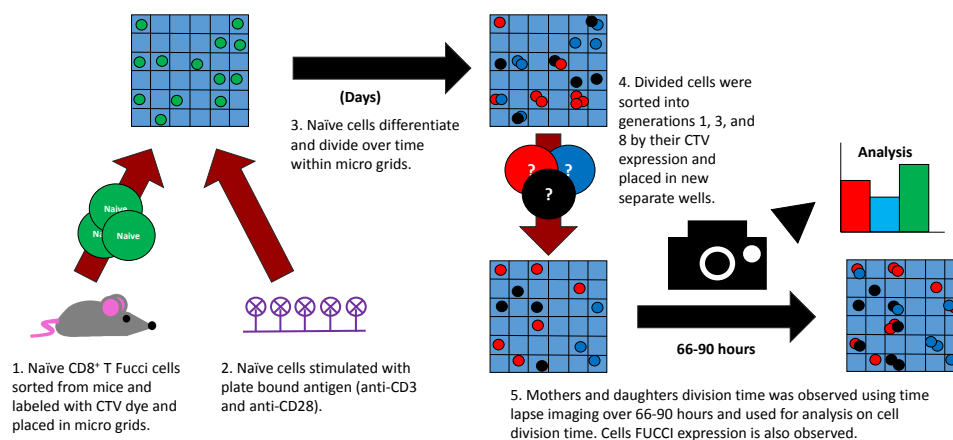 (Days)
3. Naïve cells differentiate
and divide over time
within micro grids.
4. Divided cells were
sorted into
generations 1, 3, and
8 by their CTV
expression and
placed in new
separate wells.
Analysis
? ?
?
Naive
Naive
1. Naïve CD8⁺ T Fucci cells
sorted from mice and
labeled with CTV dye and
placed in micro grids.
2. Naïve cells stimulated with
plate bound antigen (anti-CD3
and anti-CD28).
66-90 hours
5. Mothers and daughters division time was observed using time
lapse imaging over 66-90 hours and used for analysis on cell
division time. Cells FUCCI expression is also observed.